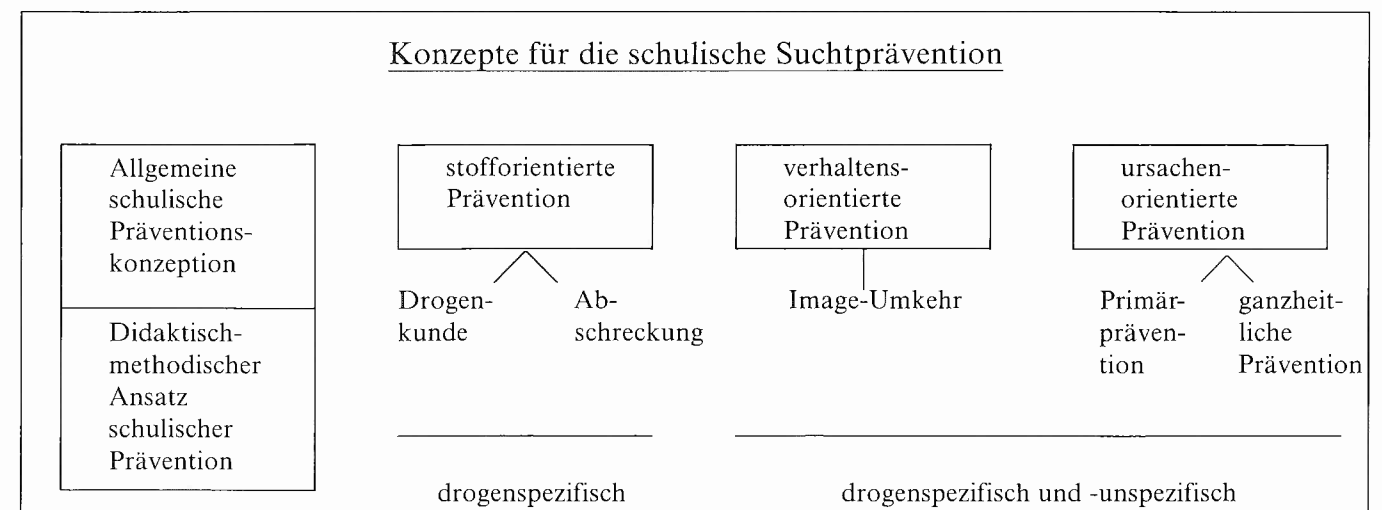 Konzepte für die schulische Suchtprävention
Allgemeine
schulische
Präventions-
konzeption
Didaktisch-
methodischer
Ansatz
schulischer
Prävention
stofforientierte
Prävention
Drogen-
kunde
Ab-
schreckung
drogenspezifisch
verhaltens-
orientierte
Prävention
Image-Umkehr
ursachen-
orientierte
Prävention
Primär-
präven-
tion
ganzheit-
liche
Prävention
drogenspezifisch und -unspezifisch